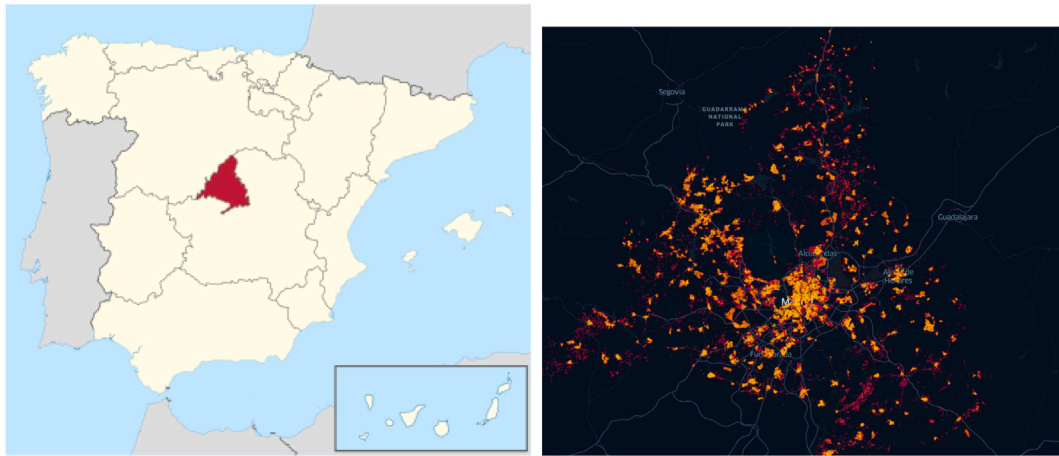 Segovia
GUADARRAMA
NATIONAL
PARK
Guadalajara
Alcobendas
Alcalá de
Henares
Fuenlabrada